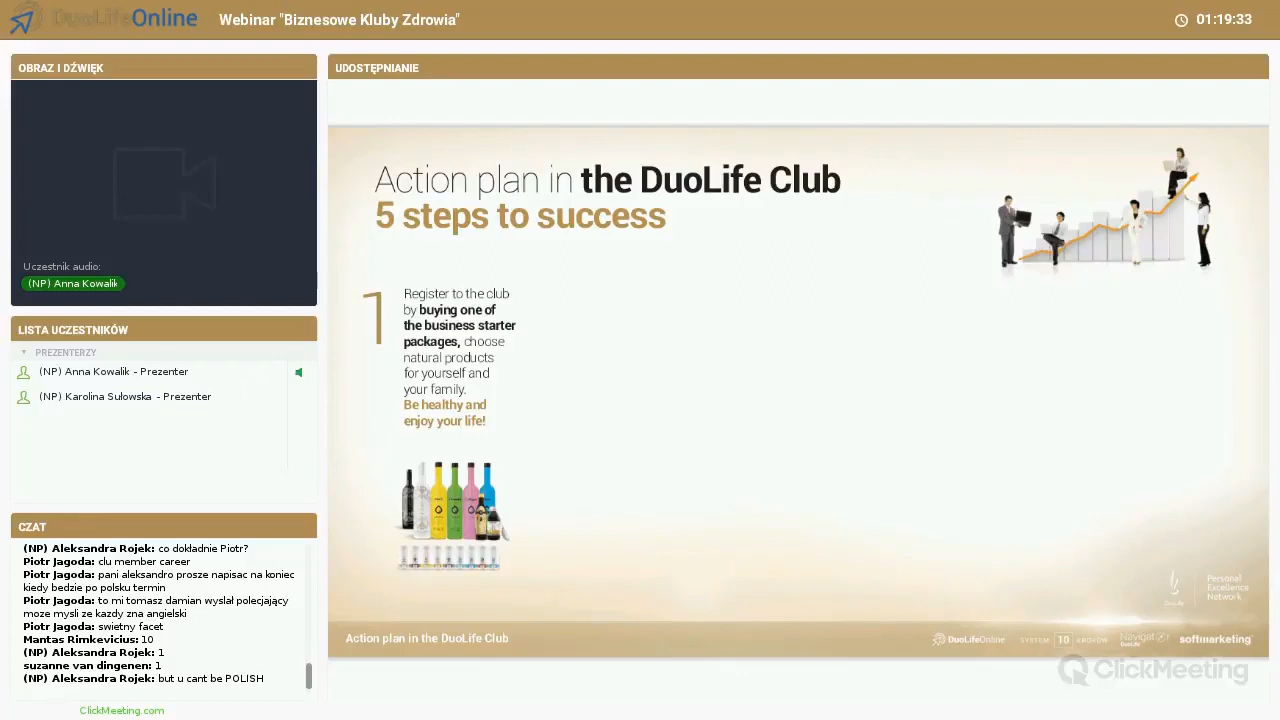 DuoLifeOnline
Webinar "Biznesowe Kluby Zdrowia"
01:19:33
OBRAZ I DŹWIĘK
Uczestnik audio:
(NP) Anna Kowalik
LISTA UCZESTNIKÓW
PREZENTERZY
(NP) Anna Kowalik - Prezenter
(NP) Karolina Sułowska - Prezenter
CZAT
(NP) Aleksandra Rojek: co dokładnie Piotr?
Piotr Jagoda: clu member career
Piotr Jagoda: pani aleksandro prosze napisac na koniec
kiedy bedzie po polsku termin
Piotr Jagoda: to mi tomasz damian wyslał polecjający
moze mysli ze kazdy zna angielski
Piotr Jagoda: swietny facet
Mantas Rimkevicius: 10
(NP) Aleksandra Rojek: 1
suzanne van dingenen: 1
(NP) Aleksandra Rojek: but u cant be POLISH
ClickMeeting.com
UDOSTĘPNIANIE
Action plan in the DuoLife Club
5 steps to success
1
Register to the club
by buying one of
the business starter
packages, choose
natural products
for yourself and
your family.
Be healthy and
enjoy your life!
DuoLife
Personal
Excellence
Network
Action plan in the DuoLife Club
DuoLifeOnline
SYSTEM 10 KROKÓW
Navigator
DuoLife
softmarketing
ClickMeeting